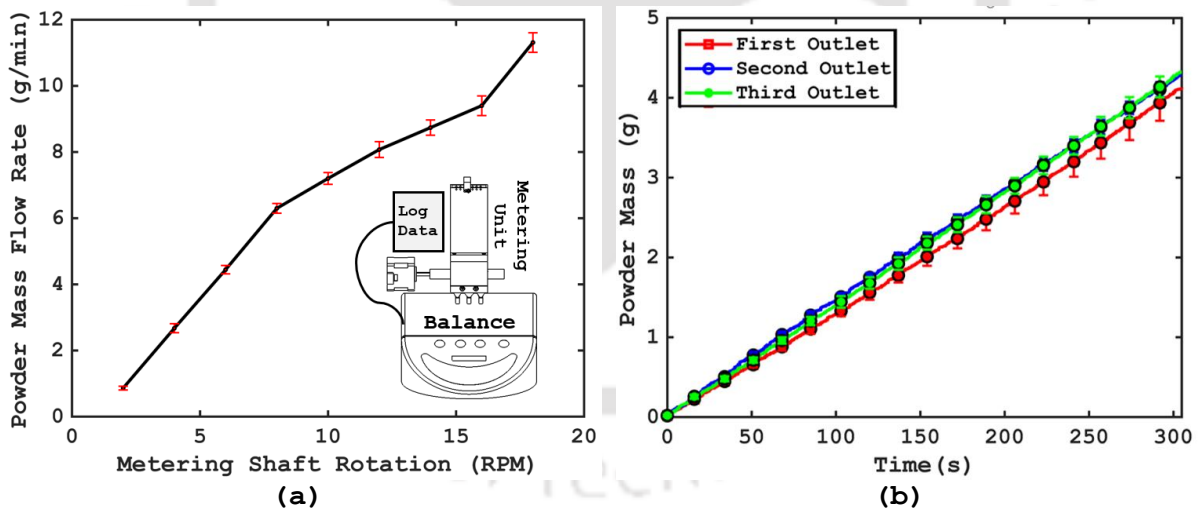 Powder Mass Flow Rate (g/min)
12
10
8
6
4
2
0
0 5 10 15 20
Metering Shaft Rotation (RPM)
Log
Data
Metering
Unit
Balance
(a)
Powder Mass (g)
5
4
3
2
1
0
First Outlet
Second Outlet
Third Outlet
0 50 100 150 200 250 300
Time(s)
(b)